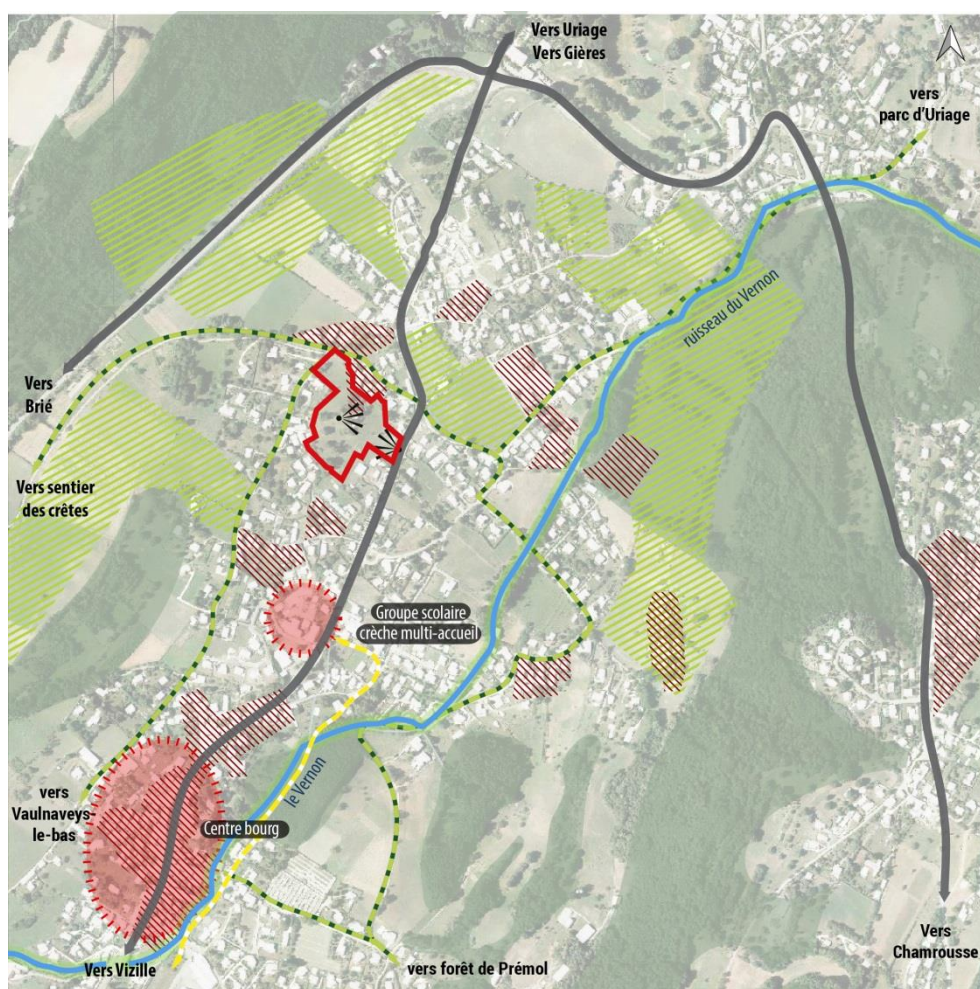 Vers Uriage
Vers Gières
vers
parc d'Uriage
ruisseau du Vernon
Vers
Brié
Vers sentier
des crêtes
Groupe scolaire
crèche multi-accueil
le Vernon
vers
Vaulnaveys-
le-bas
Centre bourg
Vers Vizille
vers forêt de Prémol
Vers
Chamrousse